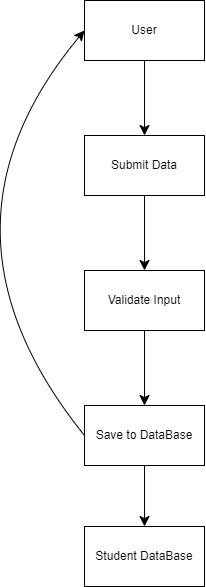 User
Submit Data
Validate Input
Save to DataBase
Student DataBase